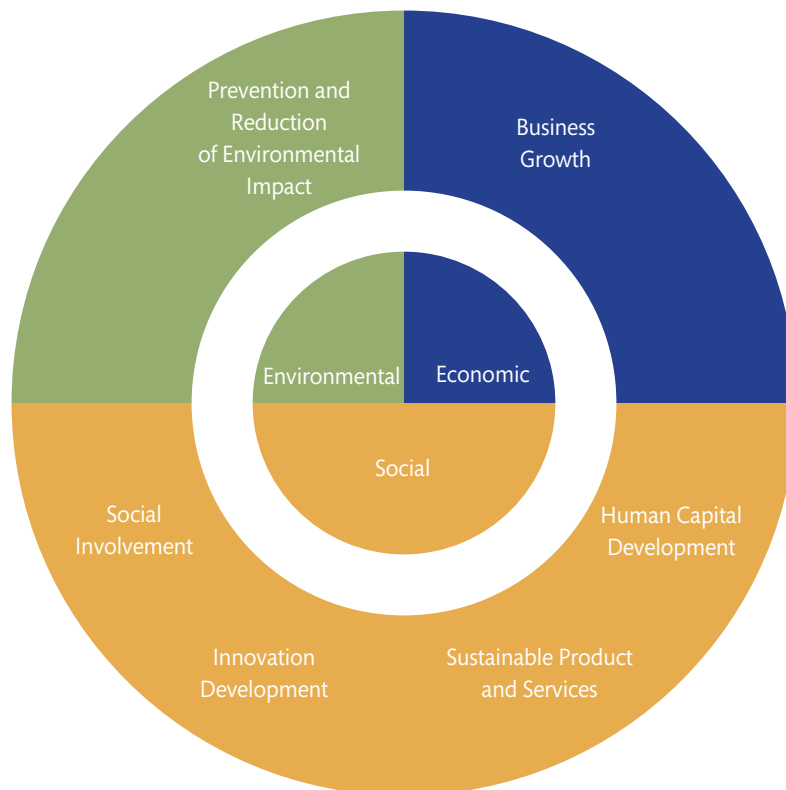 Prevention and
Reduction
of Environmental
Impact
Business
Growth
Environmental
Economic
Social
Social
Involvement
Human Capital
Development
Innovation
Development
Sustainable Product
and Services